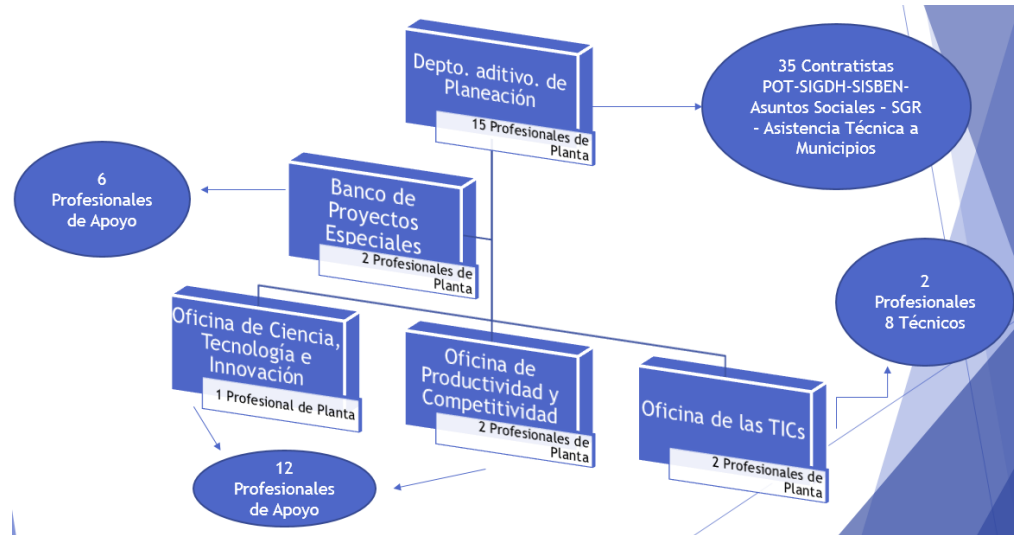 Depto. aditivo. de
Planeación
15 Profesionales de
Planta
35 Contratistas
POT-SIGDH-SISBEN-
Asuntos Sociales - SGR
- Asistencia Técnica a
Municipios
6
Profesionales
de Apoyo
Banco de
Proyectos
Especiales
2 Profesionales de
Planta
2
Profesionales
8 Técnicos
Oficina de Ciencia,
Tecnología e
Innovación
1 Profesional de Planta
Oficina de
Productividad y
Competitividad
2 Profesionales de
Planta
Oficina de las TICs
2 Profesionales de
Planta
12
Profesionales
de Apoyo